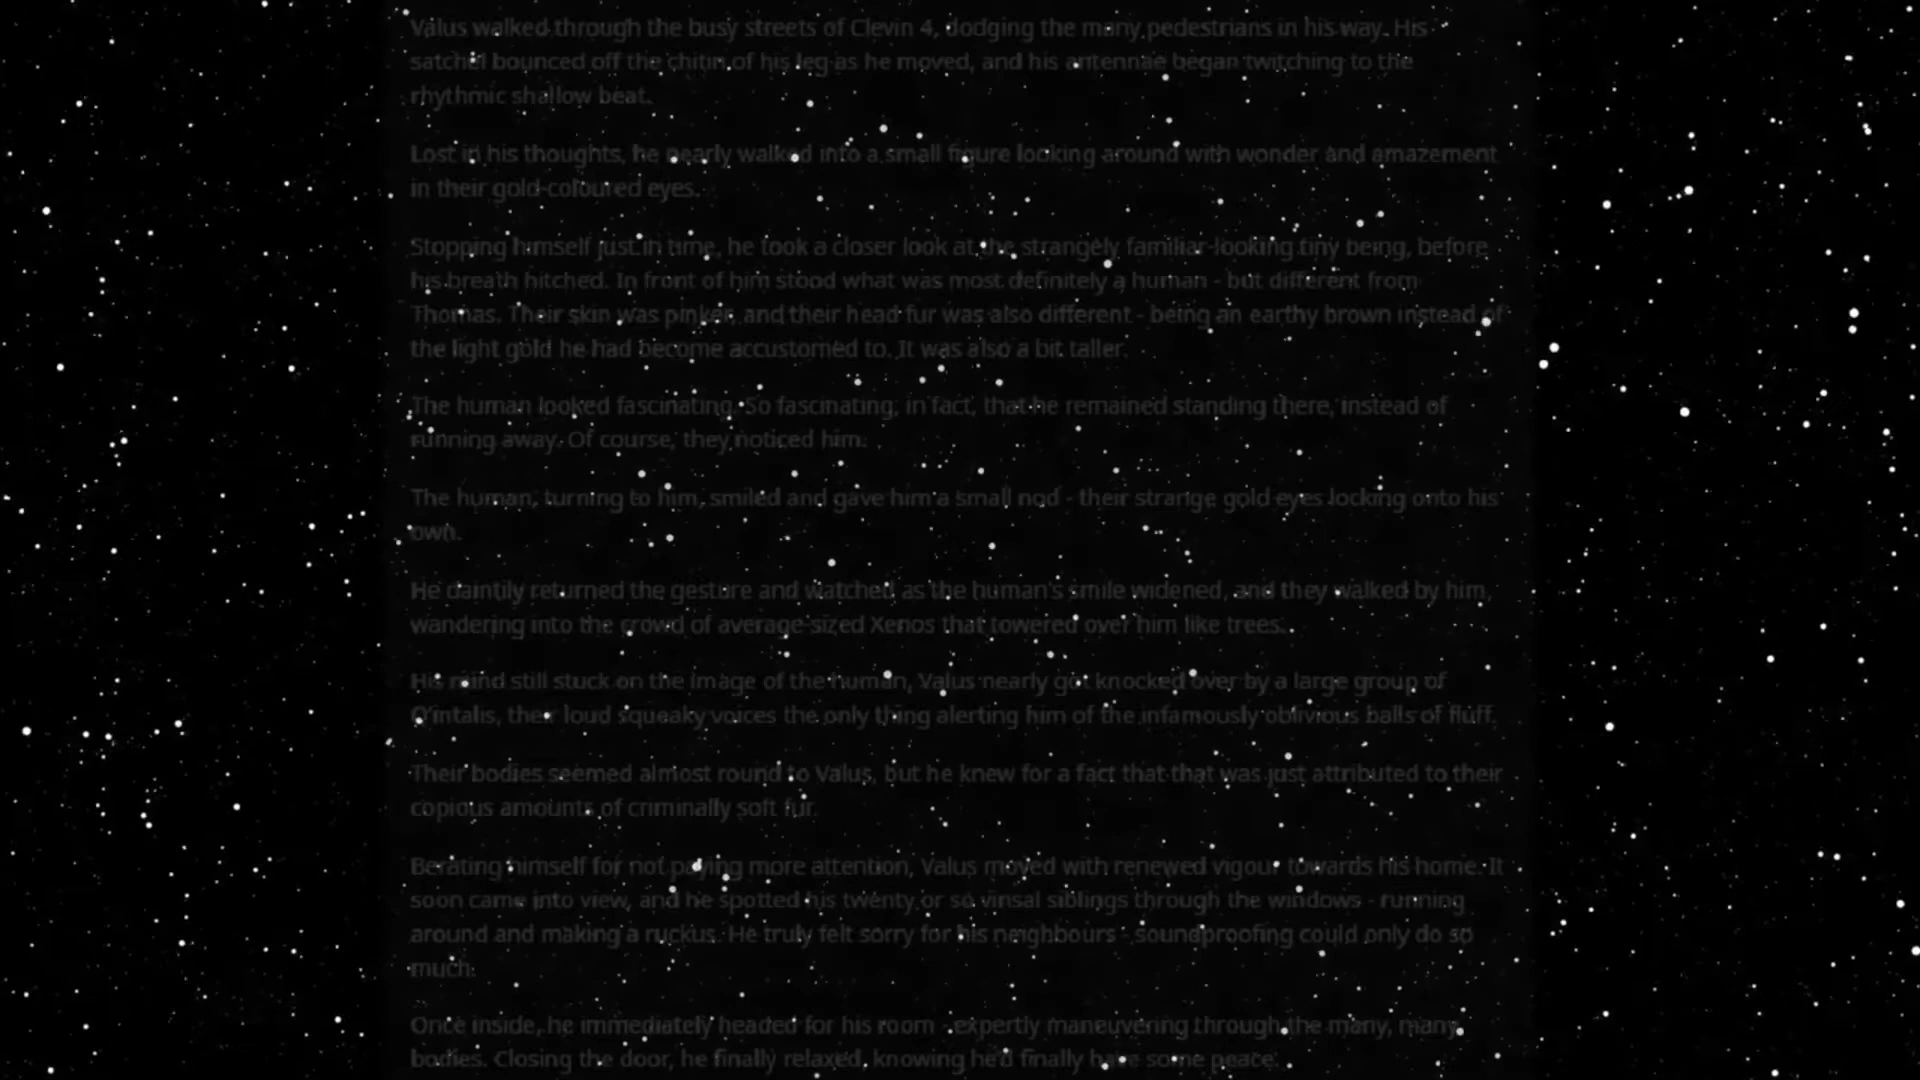 Valus walked through the busy streets of Clevin 4, dodging the many pedestrians in his way. His
satchel bounced off the chitin of his leg as he moved, and his antennae began twitching to the
rhythmic shallow beat.
Lost in his thoughts, he nearly walked into a small figure looking around with wonder and amazement
in their gold-coloured eyes.
Stopping himself just in time, he took a closer look at the strangely familiar-looking tiny being, before
his breath hitched. In front of him stood what was most definitely a human - but different from
Thomas. Their skin was pinker, and their head fur was also different - being an earthy brown instead of
the light gold he had become accustomed to. It was also a bit taller.
The human looked fascinating. So fascinating, in fact, that he remained standing there, instead of
running away. Of course, they noticed him.
The human, turning to him, smiled and gave him a small nod - their strange gold eyes locking onto his
own.
He daintily returned the gesture and watched as the human's smile widened, and they walked by him,
wandering into the crowd of average-sized Xenos that towered over him like trees.
His mind still stuck on the image of the human, Valus nearly got knocked over by a large group of
O'intalis, their loud squeaky voices the only thing alerting him of the infamously oblivious balls of fluff.
Their bodies seemed almost round to Valus, but he knew for a fact that that was just attributed to their
copious amounts of criminally soft fur.
Berating himself for not paying more attention, Valus moved with renewed vigour towards his home. It
soon came into view, and he spotted his twenty or so vinsal siblings through the windows - running
around and making a ruckus. He truly felt sorry for his neighbours - soundproofing could only do so
much.
Once inside, he immediately headed for his room - expertly maneuvering through the many, many
bodies. Closing the door, he finally relaxed, knowing he'd finally have some peace.